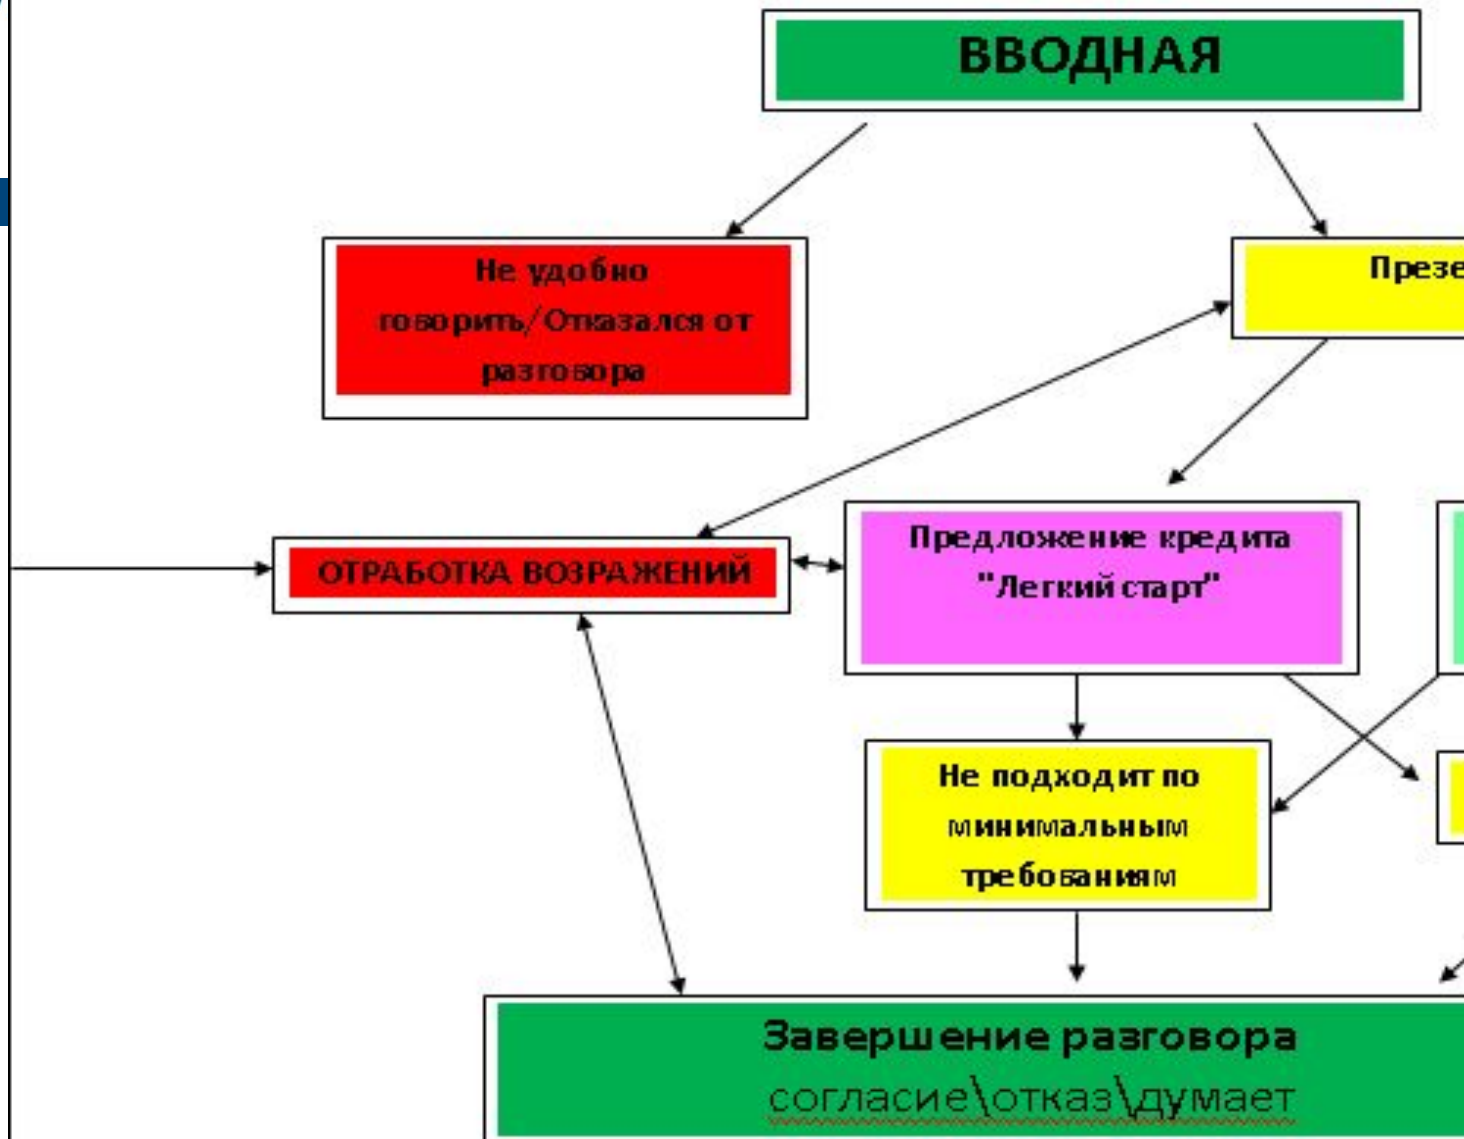 ВВОДНАЯ
Не удобно
говорить/Отказался от
разговора
Презе
ОТРАБОТКА ВОЗРАЖЕНИЙ
Предложение кредита
"Легкий старт"
Не подходит по
минимальным
требованиям
Завершение разговора
согласие\отказ\думает